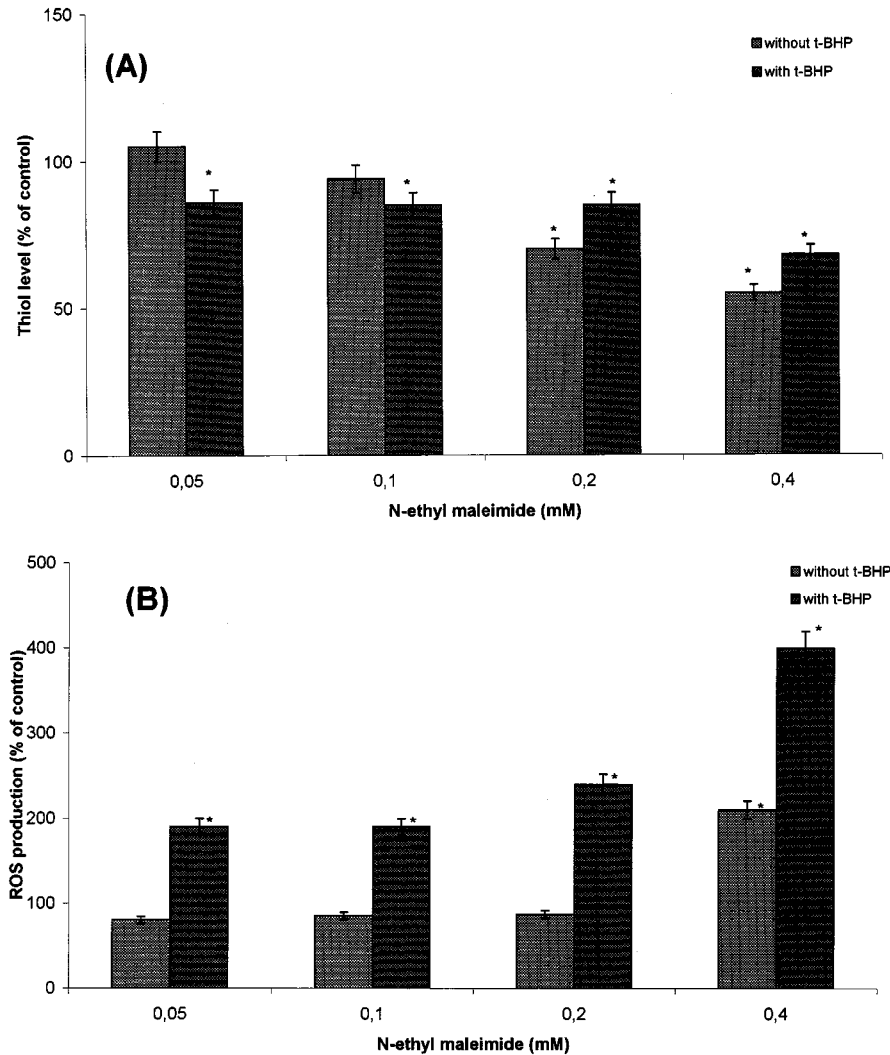 150
(A)
without t-BHP
with t-BHP
100
50
0
Thiol level (% of control)
* * * * * *
0,05 0,1 0,2 0,4
N-ethyl maleimide (mM)
500
(B)
without t-BHP
with t-BHP
400
300
200
100
0
ROS production (% of control)
* * * * *
0,05 0,1 0,2 0,4
N-ethyl maleimide (mM)